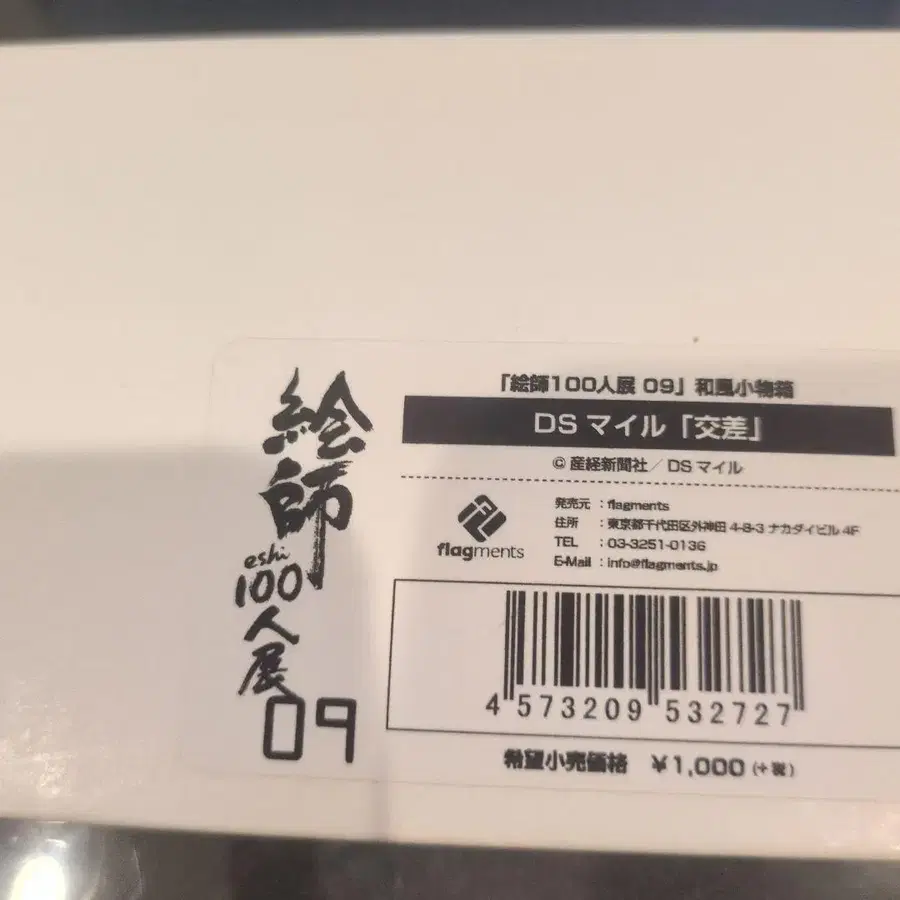 絵師
eshi
100
人
展
09
「絵師100人展 09」和風小物箱
DS マイル「交差」
© 産経新聞社/DS マイル
flagments
発売元 : flagments
住所 : 東京都千代田区外神田 4-8-3 ナカダイビル 4F
TEL : 03-3251-0136
E-Mail : info@flagments.jp
4 573209 532727
希望小売価格 ¥1,000 (+税)